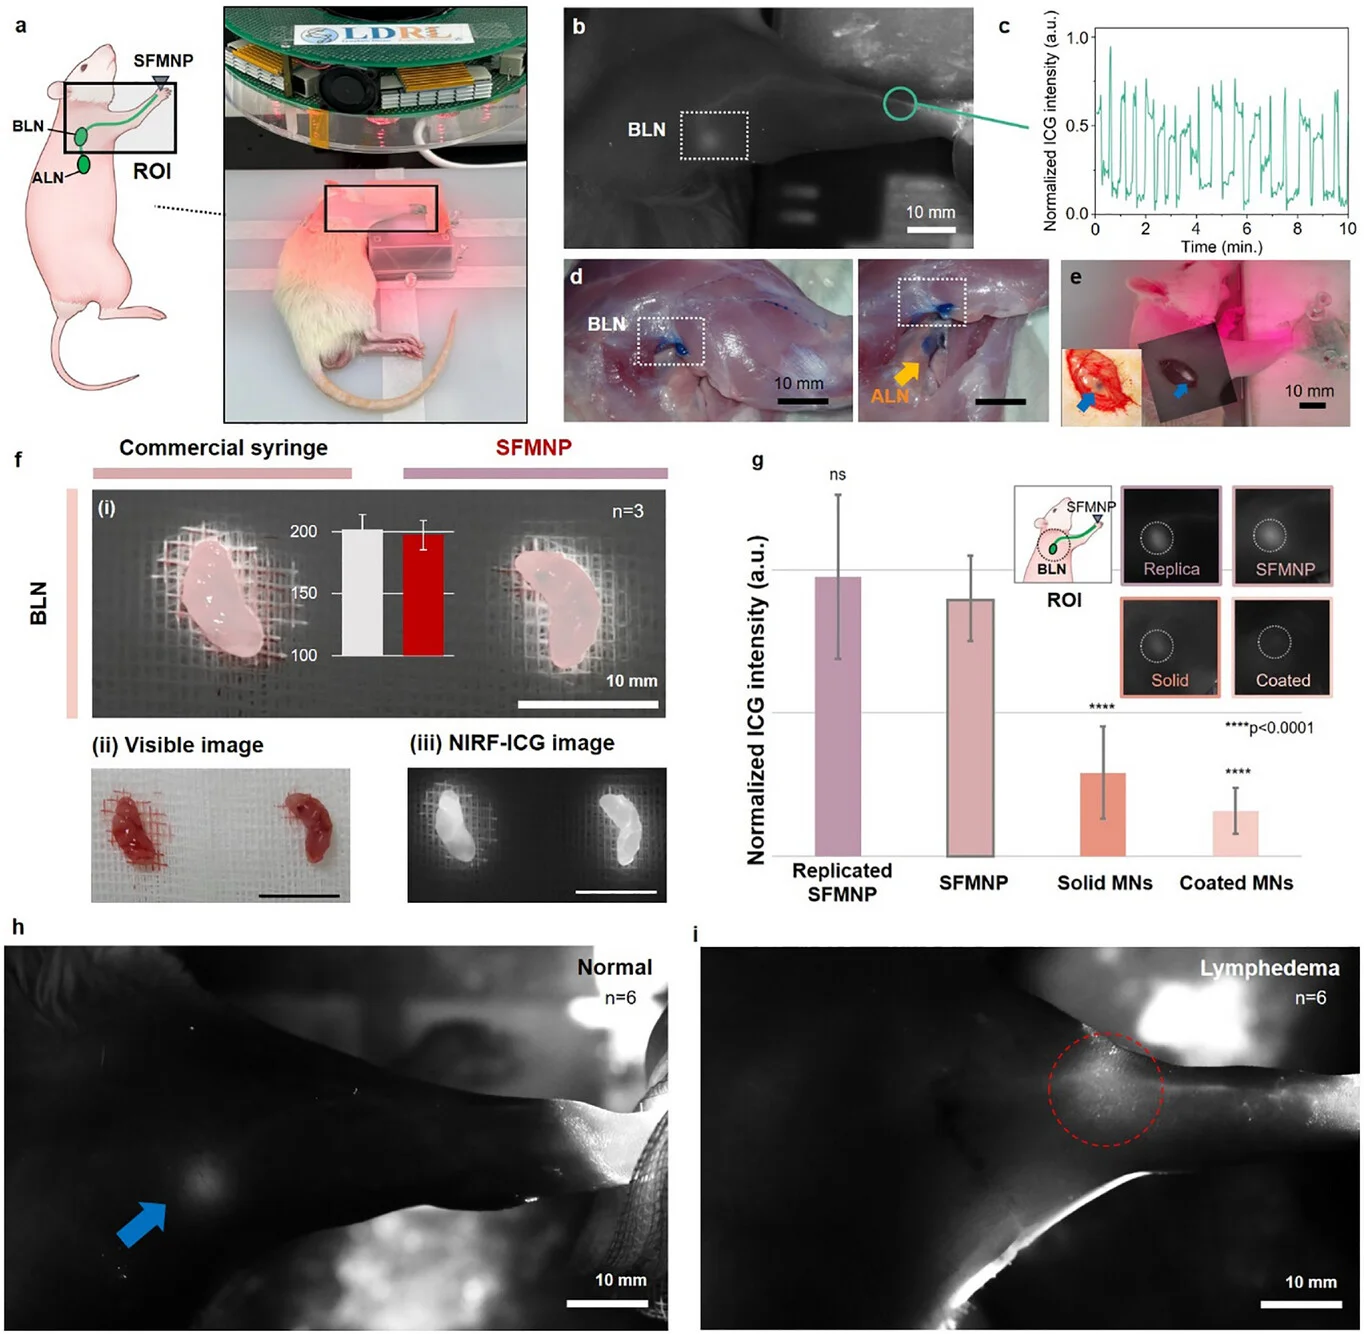 a
SFMNP
BLN
ALN
ROI
LDRL
b
BLN
10 mm
c
Normalized ICG intensity (a.u.)
1.0
0.5
0.0
0 2 4 6 8 10
Time (min.)
d
BLN
10 mm
ALN
e
10 mm
f
Commercial syringe
SFMNP
BLN
(i)
n=3
200
150
100
10 mm
(ii) Visible image
(iii) NIRF-ICG image
g
Normalized ICG intensity (a.u.)
ns
SFMNP
BLN
ROI
Replica
SFMNP
Solid
Coated
****
****p<0.0001
****
Replicated
SFMNP
SFMNP
Solid MNs
Coated MNs
h
Normal
n=6
10 mm
i
Lymphedema
n=6
10 mm